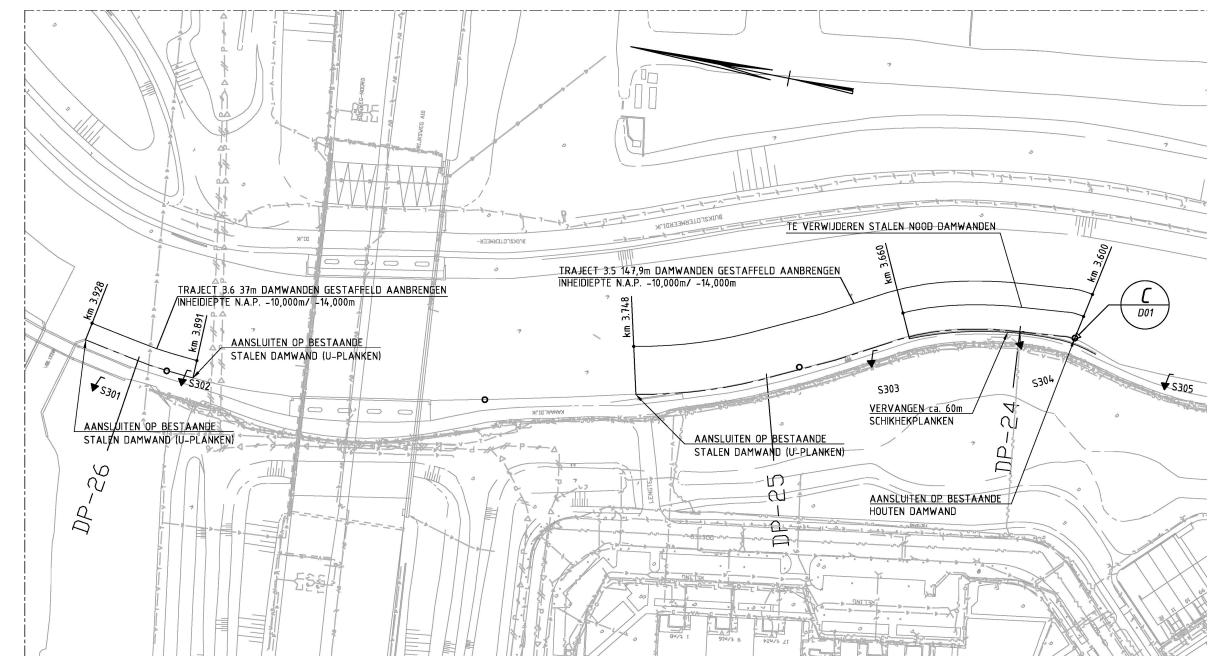 TE VERWIJDEREN STALEN NOOD DAMWANDEN
TRAJECT 3.5 147,9m DAMWANDEN GESTAFFELD AANBRENGEN
INHEIDIEPTE N.A.P. -10,000m/ -14,000m
km 3.660
km 3.600
C
D01
km 3.928
TRAJECT 3.6 37m DAMWANDEN GESTAFFELD AANBRENGEN
INHEIDIEPTE N.A.P. -10,000m/ -14,000m
km 3.891
km 3.748
AANSLUITEN OP BESTAANDE
STALEN DAMWAND (U-PLANKEN)
S301
S302
S303
S304
S305
VERVANGEN ca. 60m
SCHIKHEKPLANKEN
AANSLUITEN OP BESTAANDE
STALEN DAMWAND (U-PLANKEN)
AANSLUITEN OP BESTAANDE
STALEN DAMWAND (U-PLANKEN)
DP-26
DP-25
DP-24
AANSLUITEN OP BESTAANDE
HOUTEN DAMWAND
BUIKSLOTERMEERDIJK
BUIKSLOTERMEER-
DIJK
KANAALDIJK